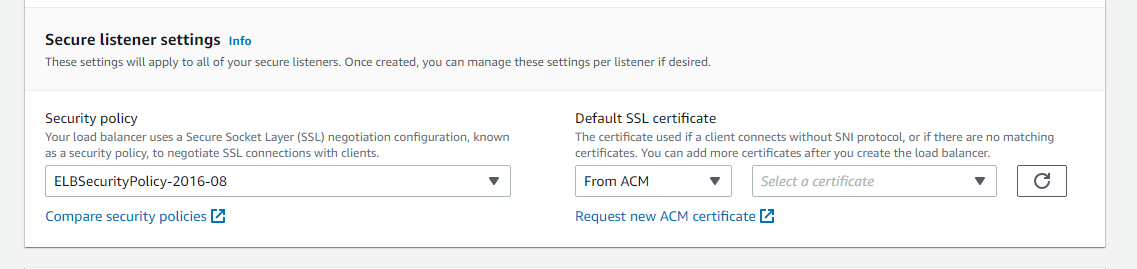 Secure listener settings Info
These settings will apply to all of your secure listeners. Once created, you can manage these settings per listener if desired.
Security policy
Your load balancer uses a Secure Socket Layer (SSL) negotiation configuration, known
as a security policy, to negotiate SSL connections with clients.
ELBSecurityPolicy-2016-08
Compare security policies
Default SSL certificate
The certificate used if a client connects without SNI protocol, or if there are no matching
certificates. You can add more certificates after you create the load balancer.
From ACM
Select a certificate
Request new ACM certificate